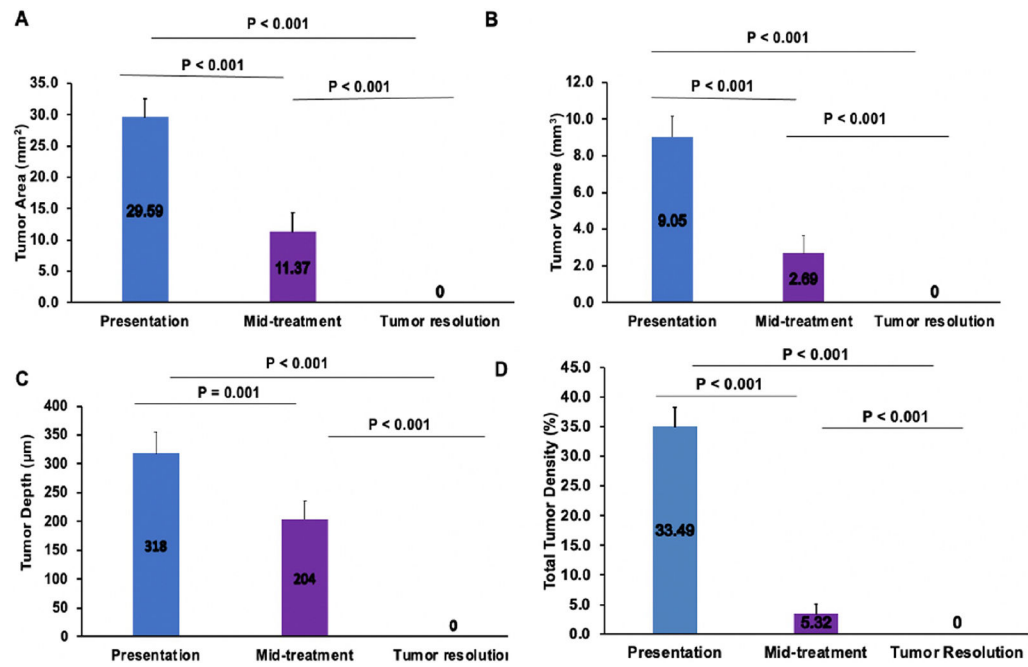 A
P < 0.001
P < 0.001
P < 0.001
Tumor Area (mm²)
35.0
30.0
25.0
20.0
15.0
10.0
5.0
0.0
29.59
11.37
0
Presentation Mid-treatment Tumor resolution
B
P < 0.001
P < 0.001
P < 0.001
Tumor Volume (mm³)
12.0
10.0
8.0
6.0
4.0
2.0
0.0
9.05
2.69
0
Presentation Mid-treatment Tumor resolution
C
P < 0.001
P = 0.001
P < 0.001
Tumor Depth (μm)
400
350
300
250
200
150
100
50
0
318
204
0
Presentation Mid-treatment Tumor resolution
D
P < 0.001
P < 0.001
P < 0.001
Total Tumor Density (%)
45.0
40.0
35.0
30.0
25.0
20.0
15.0
10.0
5.0
0.0
33.49
5.32
0
Presentation Mid-treatment Tumor Resolution